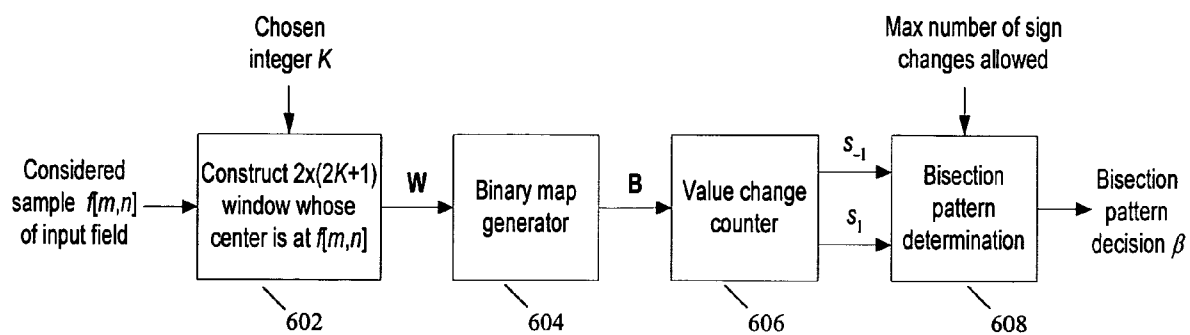 Chosen
integer K
Max number of sign
changes allowed
Considered
sample f[m,n]
of input field
Construct 2x(2K+1)
window whose
center is at f[m,n]
W
Binary map
generator
B
Value change
counter
s₋₁
s₁
Bisection
pattern
determination
Bisection
pattern
decision β
602
604
606
608